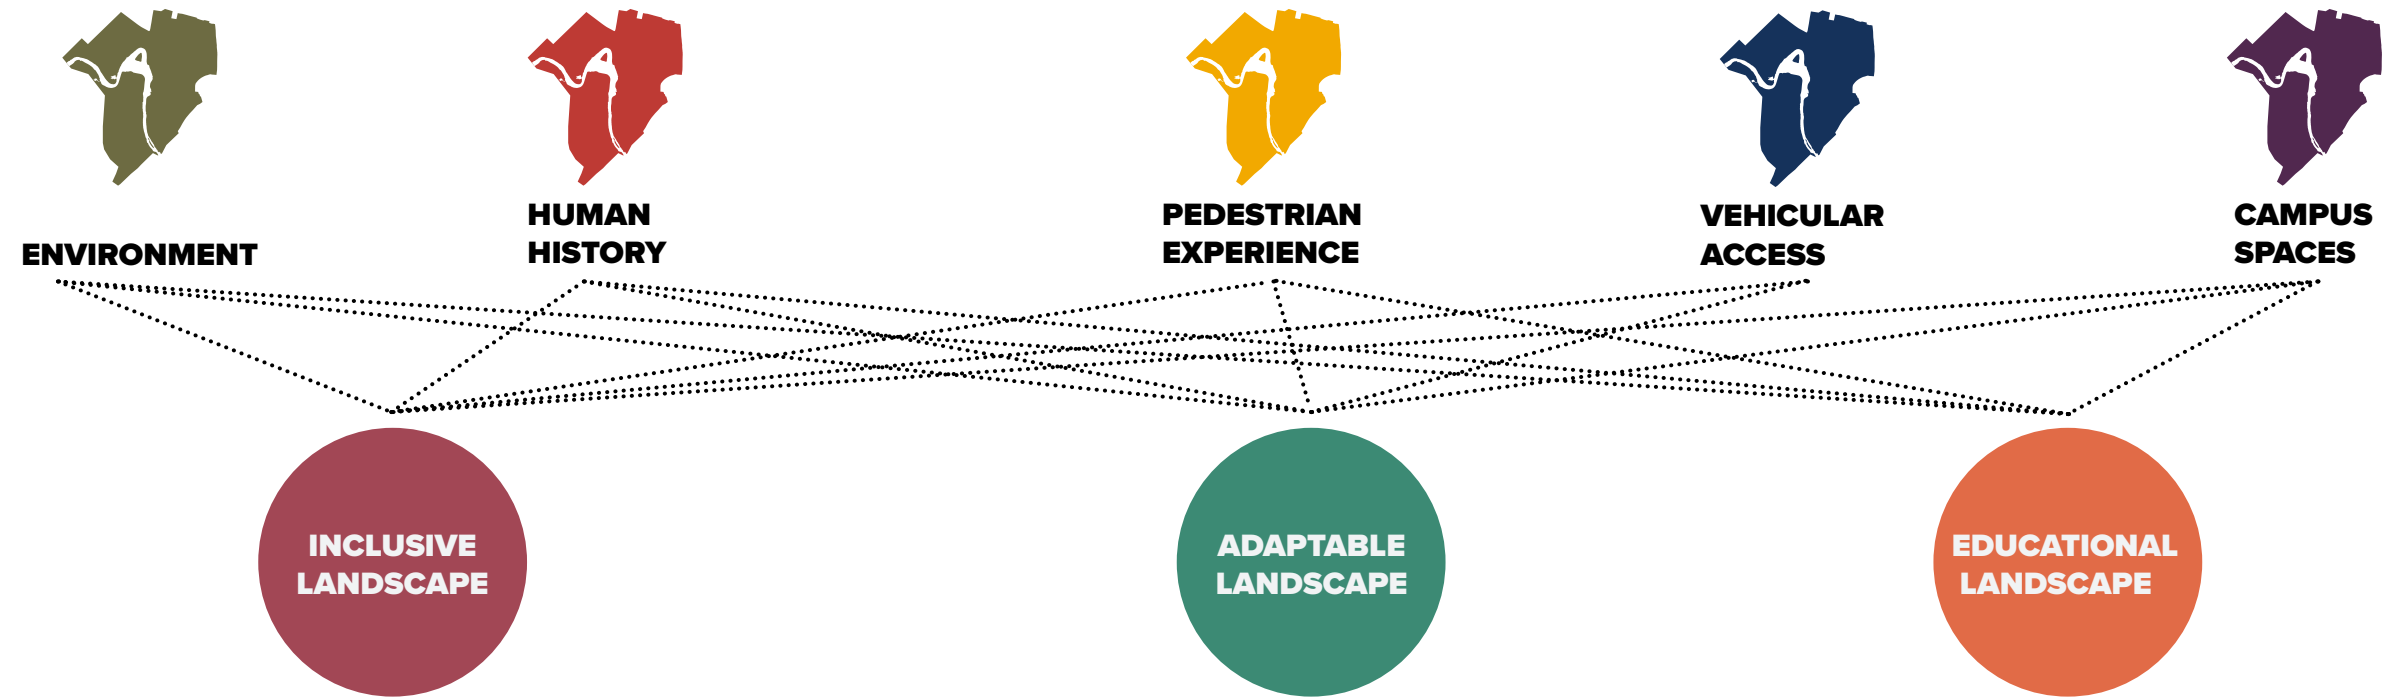 ENVIRONMENT
HUMAN
HISTORY
PEDESTRIAN
EXPERIENCE
VEHICULAR
ACCESS
CAMPUS
SPACES
INCLUSIVE
LANDSCAPE
ADAPTABLE
LANDSCAPE
EDUCATIONAL
LANDSCAPE